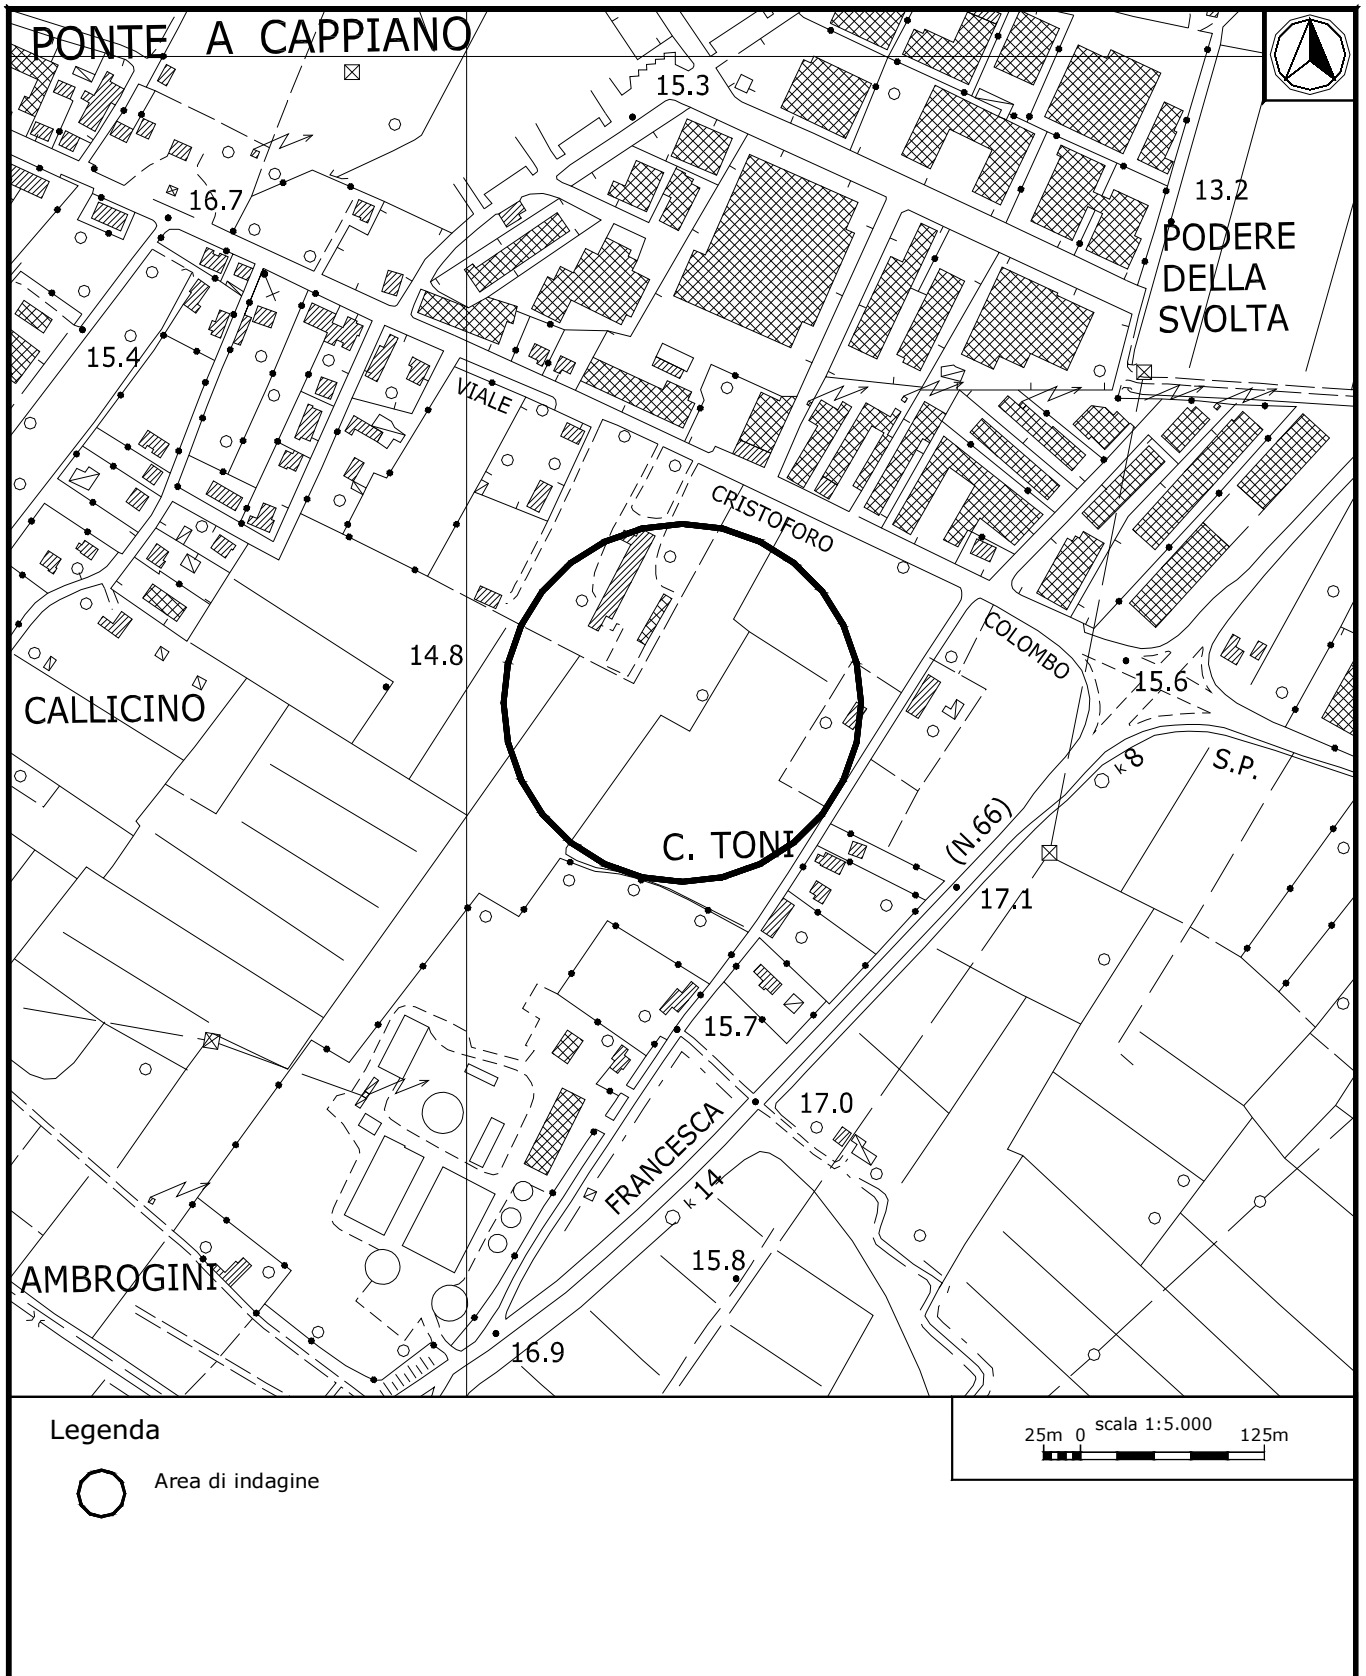 PONTE A CAPPIANO
15.3
16.7
13.2
PODERE
DELLA
SVOLTA
15.4
VIALE
CRISTOFORO
COLOMBO
14.8
15.6
CALLICINO
k 8
S.P.
C. TONI
(N.66)
17.1
15.7
17.0
FRANCESCA
k 14
15.8
AMBROGINI
16.9
Legenda
Area di indagine
scala 1:5.000
25m 0 125m